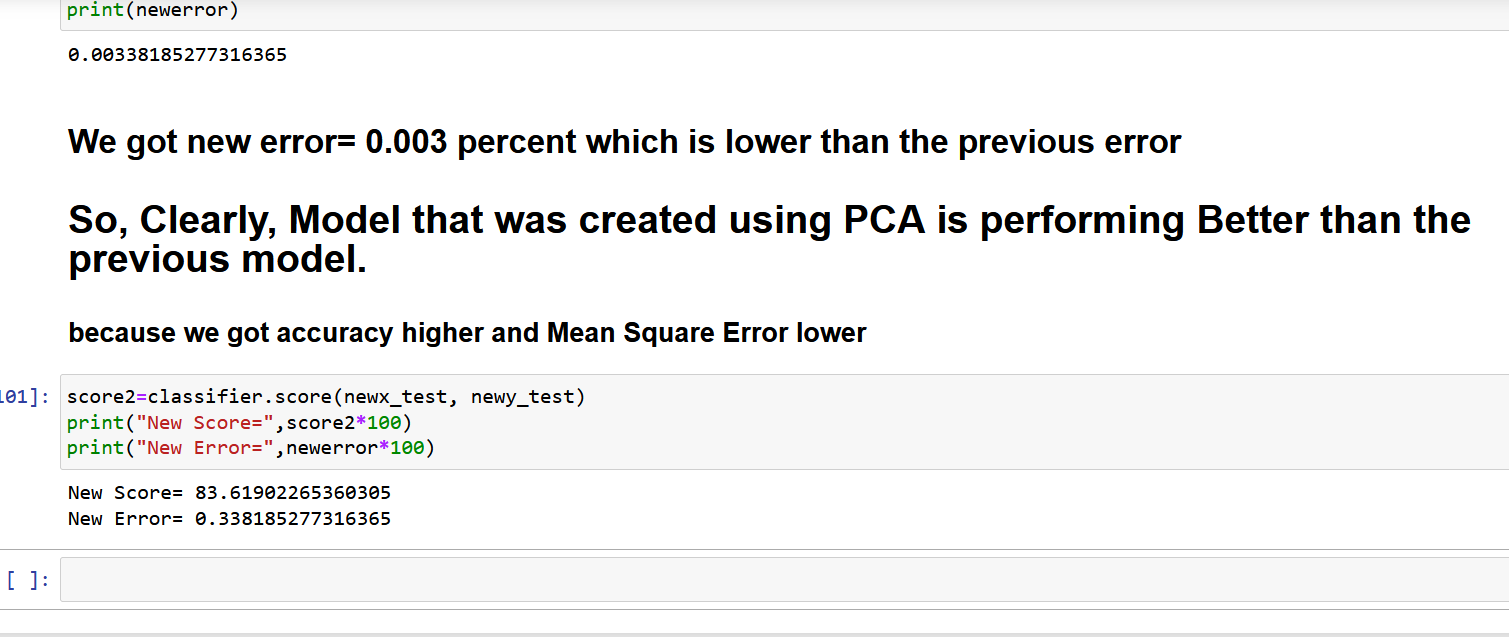 print(newerror)
0.00338185277316365
We got new error= 0.003 percent which is lower than the previous error
So, Clearly, Model that was created using PCA is performing Better than the
previous model.
because we got accuracy higher and Mean Square Error lower
101]: score2=classifier.score(newx_test, newy_test)
print("New Score=",score2*100)
print("New Error=",newerror*100)
New Score= 83.61902265360305
New Error= 0.338185277316365
[ ]: